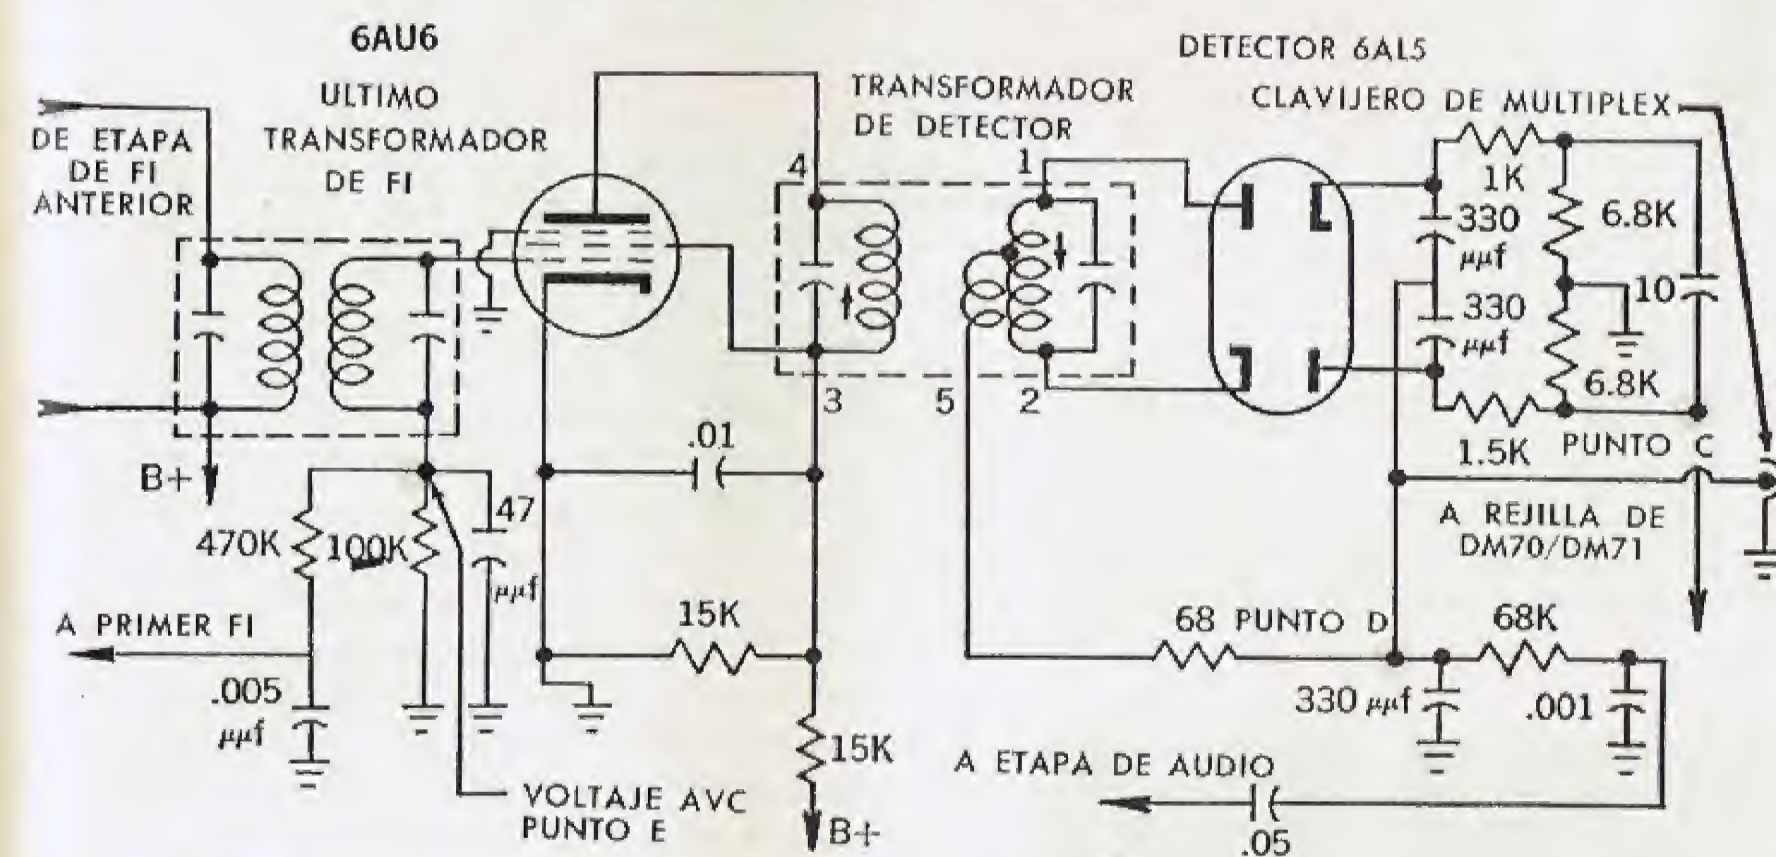 6AU6
ULTIMO
TRANSFORMADOR
DE FI
DE ETAPA
DE FI
ANTERIOR
TRANSFORMADOR
DE DETECTOR
DETECTOR 6AL5
CLAVIJERO DE MULTIPLEX
4
1
3
5
2
1K
330
μμf
6.8K
10
330
μμf
6.8K
1.5K
PUNTO C
A REJILLA DE
DM70/DM71
B+
.01
470K
100K
47
μμf
15K
A PRIMER FI
.005
μμf
68 PUNTO D
68K
330 μμf
.001
15K
VOLTAJE AVC
PUNTO E
B+
A ETAPA DE AUDIO
.05